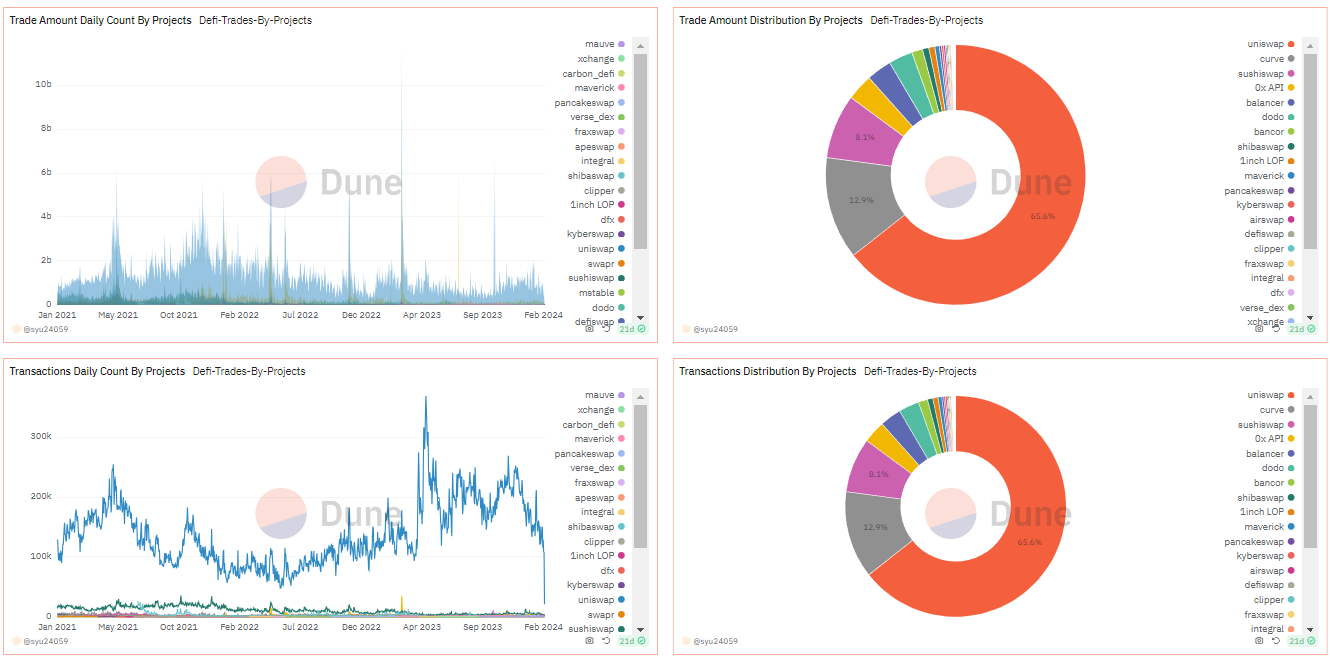 Trade Amount Daily Count By Projects Defi-Trades-By-Projects
10b
8b
6b
4b
2b
0
Jan 2021 May 2021 Oct 2021 Feb 2022 Jul 2022 Dec 2022 Apr 2023 Sep 2023 Feb 2024
Dune
mauve
xchange
carbon_defi
maverick
pancakeswap
verse_dex
fraxswap
apeswap
integral
shibaswap
clipper
1inch LOP
dfx
kyberswap
uniswap
swapr
sushiswap
mstable
dodo
defiswap
@syu24059
21d
Trade Amount Distribution By Projects Defi-Trades-By-Projects
8.1%
12.9%
65.6%
Dune
uniswap
curve
sushiswap
0x API
balancer
dodo
bancor
shibaswap
1inch LOP
maverick
pancakeswap
kyberswap
airswap
defiswap
clipper
fraxswap
integral
dfx
verse_dex
xchange
@syu24059
21d
Transactions Daily Count By Projects Defi-Trades-By-Projects
300k
200k
100k
0
Jan 2021 May 2021 Oct 2021 Feb 2022 Jul 2022 Dec 2022 Apr 2023 Sep 2023 Feb 2024
Dune
mauve
xchange
carbon_defi
maverick
pancakeswap
verse_dex
fraxswap
apeswap
integral
shibaswap
clipper
1inch LOP
dfx
kyberswap
uniswap
swapr
sushiswap
@syu24059
21d
Transactions Distribution By Projects Defi-Trades-By-Projects
8.1%
12.9%
65.6%
Dune
uniswap
curve
sushiswap
0x API
balancer
dodo
bancor
shibaswap
1inch LOP
maverick
pancakeswap
kyberswap
airswap
defiswap
clipper
fraxswap
integral
@syu24059
21d